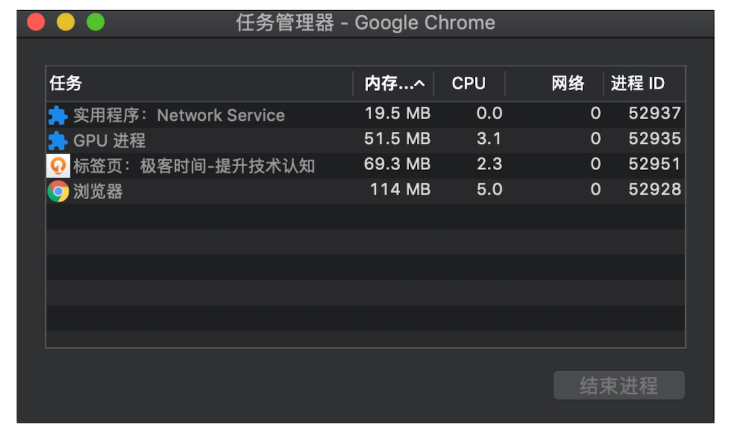 任务管理器 - Google Chrome
任务 内存... CPU 网络 进程 ID
实用程序：Network Service 19.5 MB 0.0 0 52937
GPU 进程 51.5 MB 3.1 0 52935
标签页：极客时间-提升技术认知 69.3 MB 2.3 0 52951
浏览器 114 MB 5.0 0 52928
结束进程